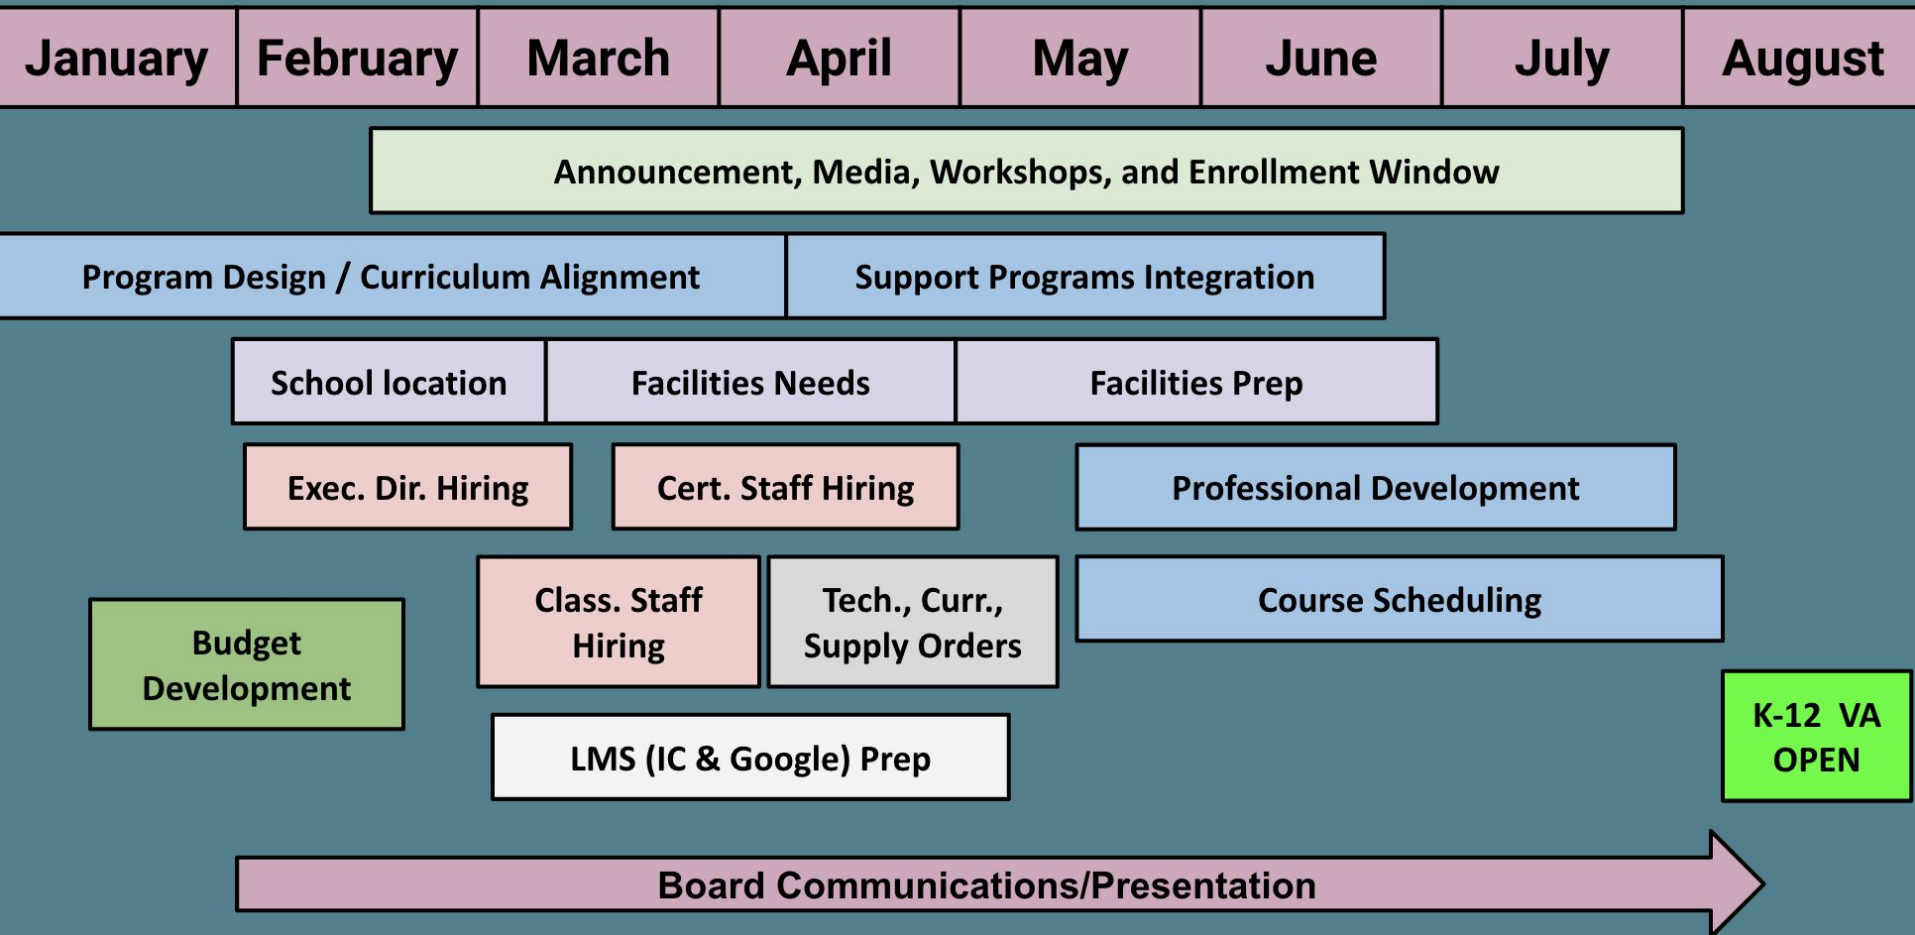 January February March April May June July August
Announcement, Media, Workshops, and Enrollment Window
Program Design / Curriculum Alignment
Support Programs Integration
School location
Facilities Needs
Facilities Prep
Exec. Dir. Hiring
Cert. Staff Hiring
Professional Development
Budget
Development
Class. Staff
Hiring
Tech., Curr.,
Supply Orders
Course Scheduling
LMS (IC & Google) Prep
K-12 VA
OPEN
Board Communications/Presentation